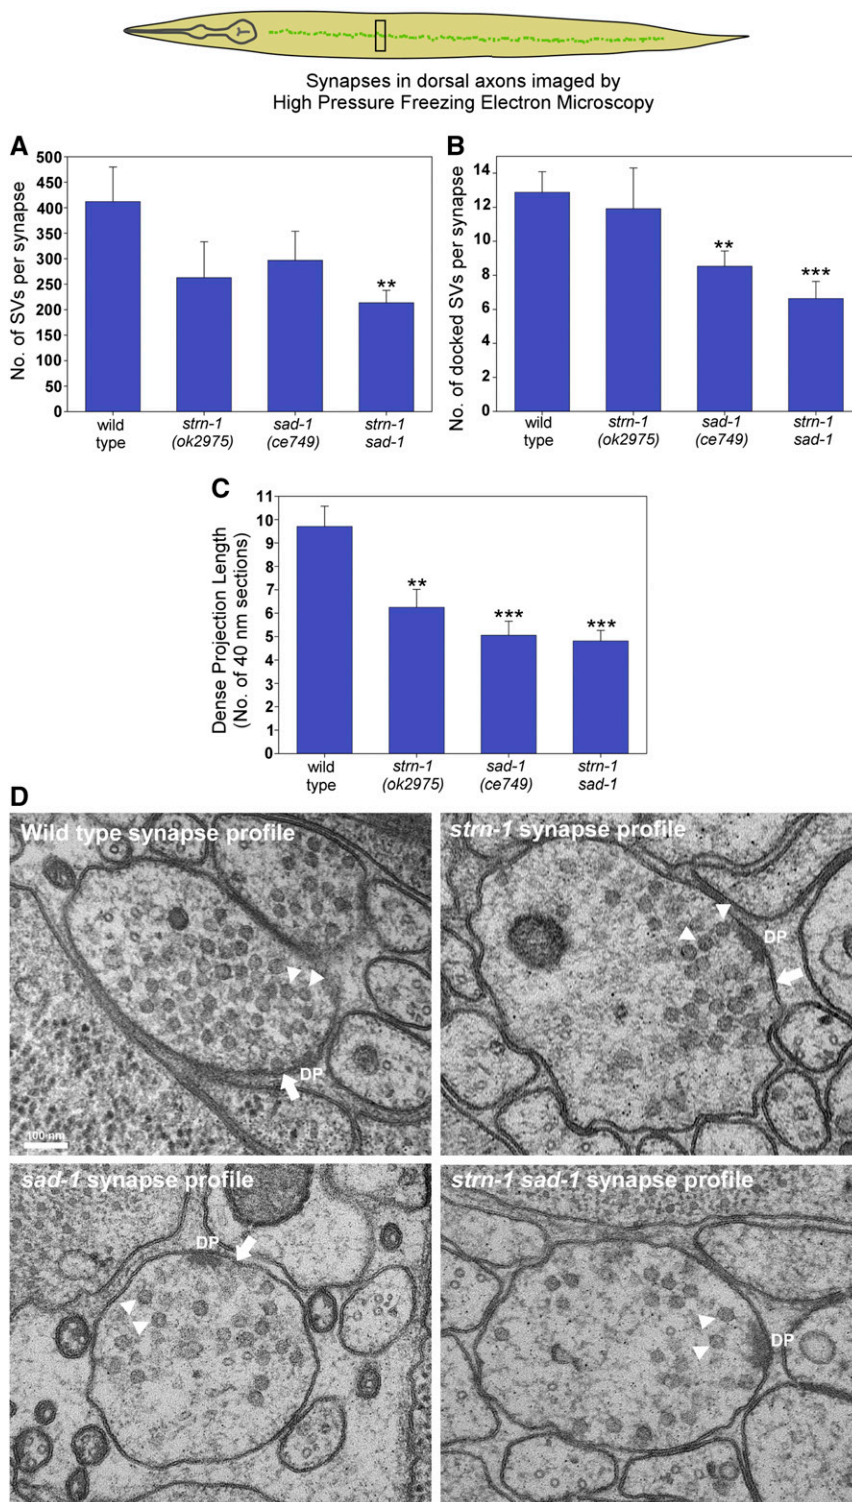 Synapses in dorsal axons imaged by
High Pressure Freezing Electron Microscopy
A
No. of SVs per synapse
500
450
400
350
300
250
200
150
100
50
0
**
wild
type
strn-1
(ok2975)
sad-1
(ce749)
strn-1
sad-1
B
No. of docked SVs per synapse
14
12
10
8
6
4
2
0
**
***
wild
type
strn-1
(ok2975)
sad-1
(ce749)
strn-1
sad-1
C
Dense Projection Length
(No. of 40 nm sections)
11
10
9
8
7
6
5
4
3
2
1
0
**
***
***
wild
type
strn-1
(ok2975)
sad-1
(ce749)
strn-1
sad-1
D
Wild type synapse profile
DP
100 nm
strn-1 synapse profile
DP
sad-1 synapse profile
DP
strn-1 sad-1 synapse profile
DP